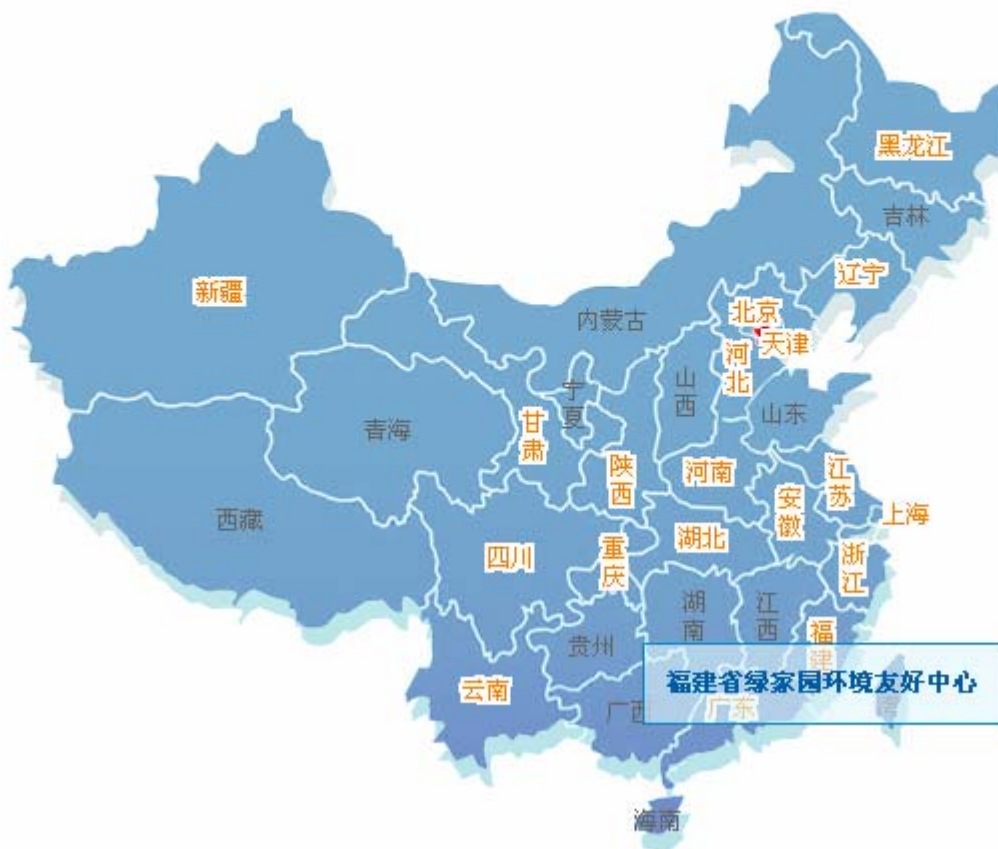 黑龙江
吉林
辽宁
新疆
内蒙古
北京
天津
河北
山西
宁夏
山东
甘肃
青海
陕西
河南
江苏
安徽
上海
西藏
湖北
四川
重庆
浙江
湖南
江西
福建
贵州
福建省绿家园环境友好中心
云南
广西
广东
海南